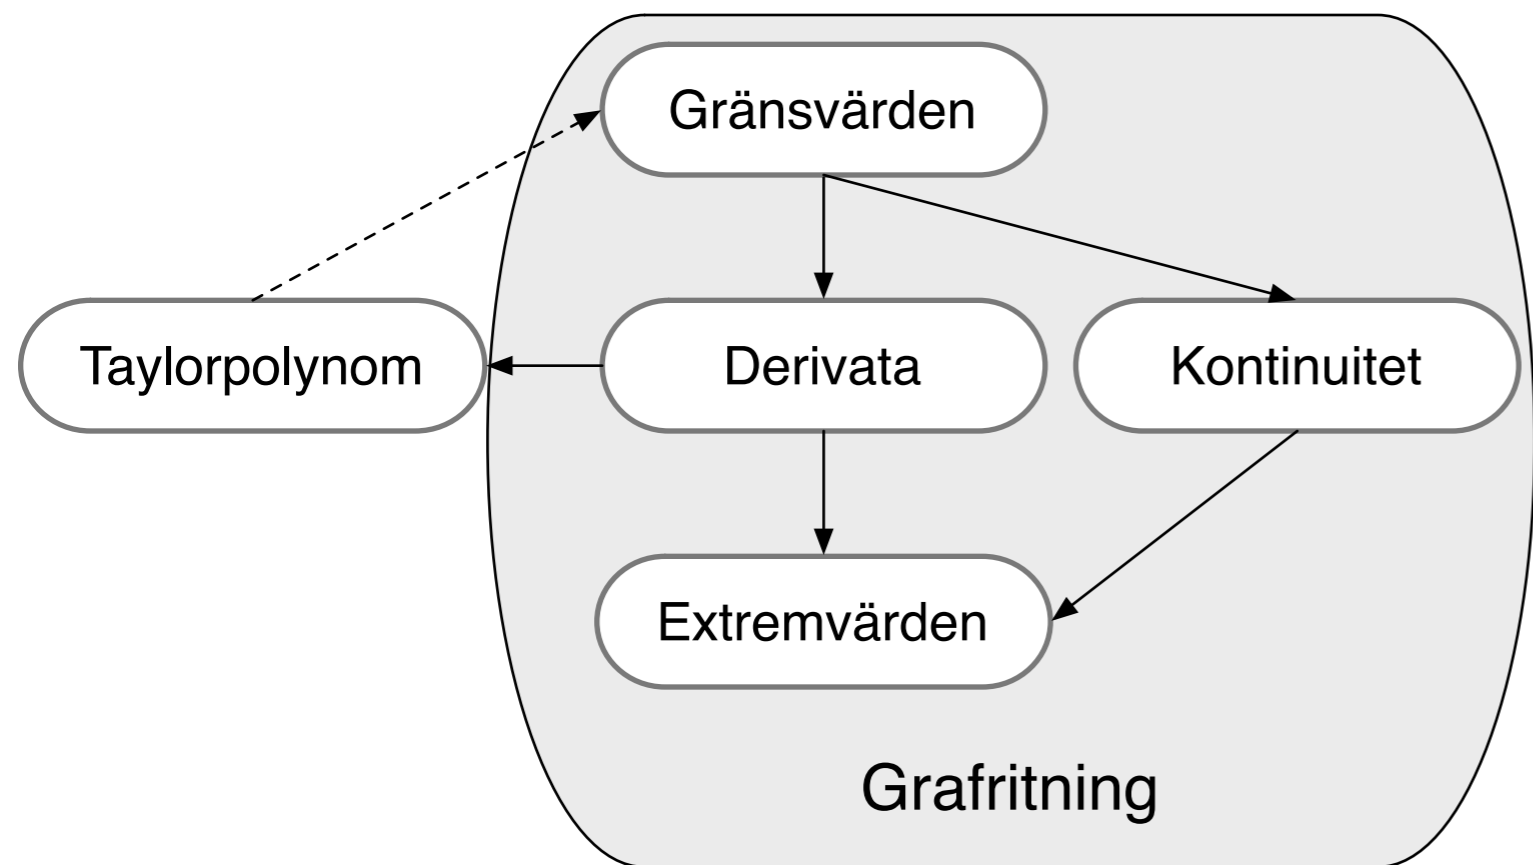 Gränsvärden
Taylorpolynom
Derivata
Kontinuitet
Extremvärden
Grafritning